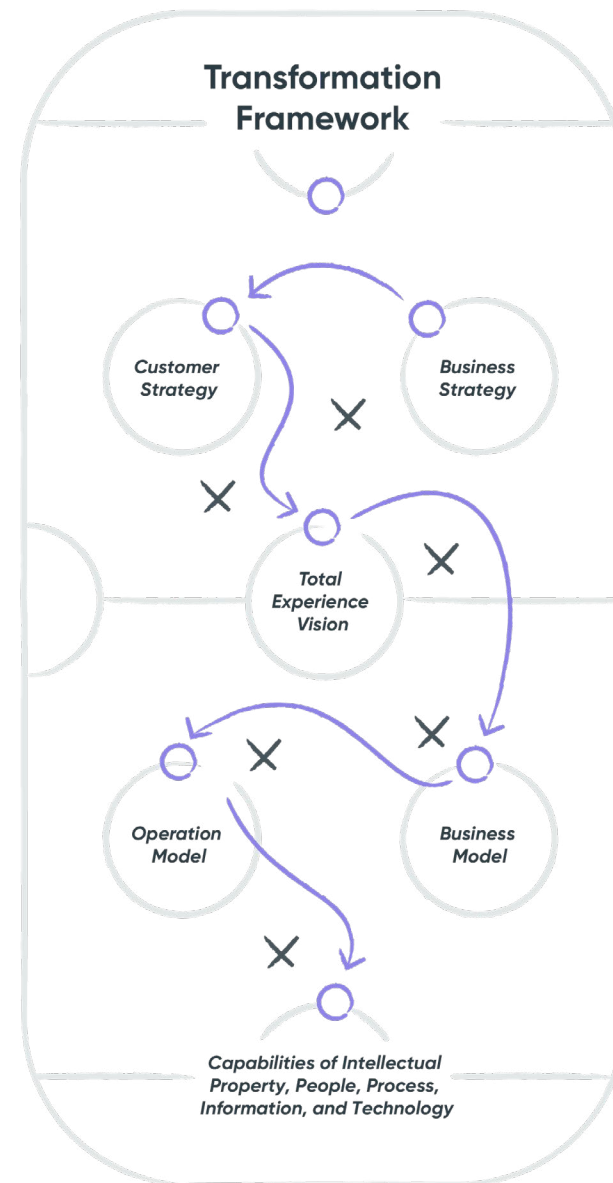 Transformation
Framework
Customer
Strategy
Business
Strategy
Total
Experience
Vision
Operation
Model
Business
Model
Capabilities of Intellectual
Property, People, Process,
Information, and Technology